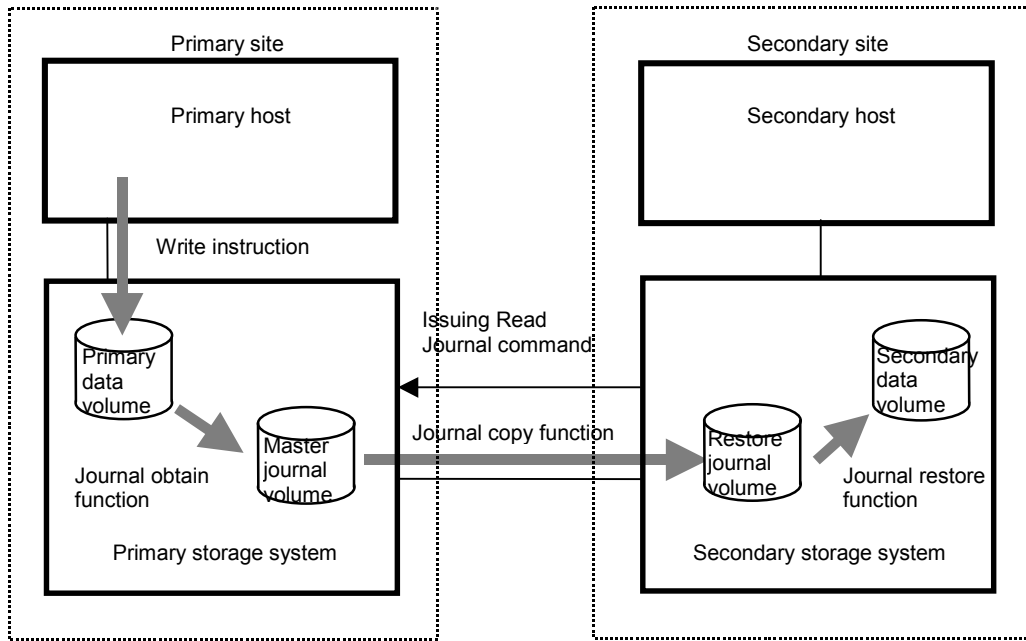 Primary site
Secondary site
Primary host
Secondary host
Write instruction
Issuing Read
Journal command
Primary
data
volume
Secondary
data
volume
Journal copy function
Master
journal
volume
Restore
journal
volume
Journal obtain
function
Journal restore
function
Primary storage system
Secondary storage system